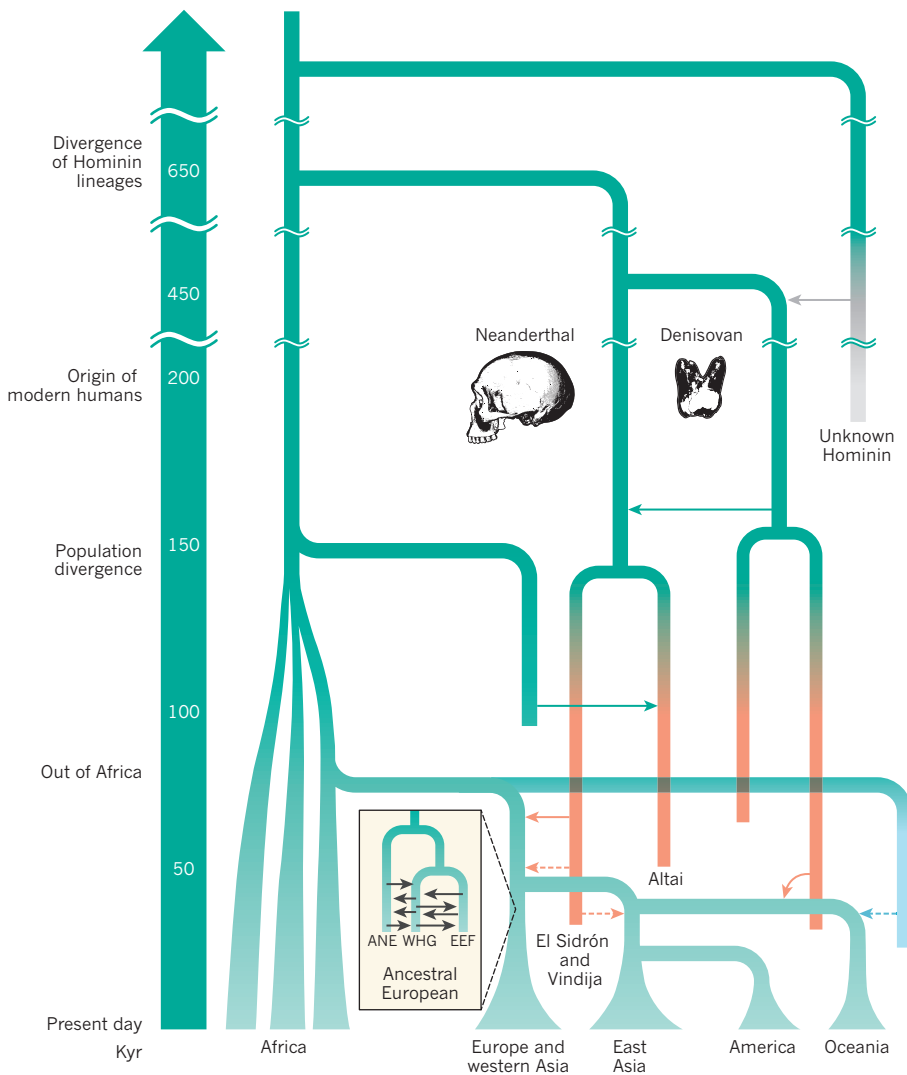 Divergence
of Hominin
lineages
650
450
Neanderthal
Denisovan
Origin of
modern humans
200
Unknown
Hominin
Population
divergence
150
100
Out of Africa
50
Altai
ANE WHG EEF
Ancestral
European
El Sidrón
and
Vindija
Present day
Kyr
Africa
Europe and
western Asia
East
Asia
America
Oceania